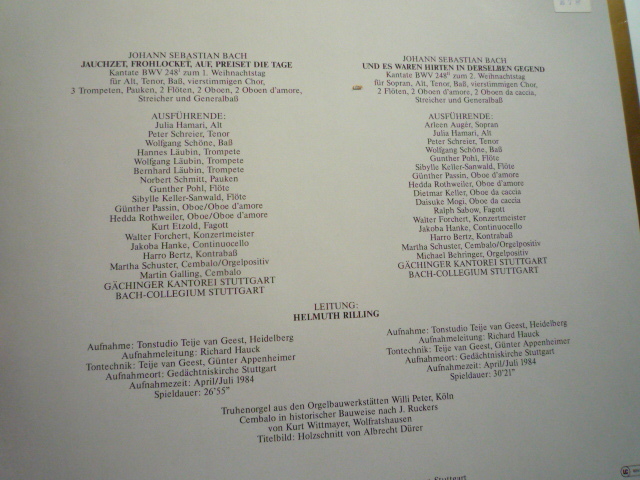 JOHANN SEBASTIAN BACH
JAUCHZET, FROHLOCKET, AUF, PREISET DIE TAGE
Kantate BWV 248¹ zum 1. Weihnachtstag
für Alt, Tenor, Baß, vierstimmigen Chor,
3 Trompeten, Pauken, 2 Flöten, 2 Oboen, 2 Oboen d'amore,
Streicher und Generalbaß
AUSFÜHRENDE:
Julia Hamari, Alt
Peter Schreier, Tenor
Wolfgang Schöne, Baß
Hannes Läubin, Trompete
Wolfgang Läubin, Trompete
Bernhard Läubin, Trompete
Norbert Schmitt, Pauken
Gunther Pohl, Flöte
Sibylle Keller-Sanwald, Flöte
Günther Passin, Oboe/Oboe d'amore
Hedda Rothweiler, Oboe/Oboe d'amore
Kurt Etzold, Fagott
Walter Forchert, Konzertmeister
Jakoba Hanke, Continuocello
Harro Bertz, Kontrabaß
Martha Schuster, Cembalo/Orgelpositiv
Martin Galling, Cembalo
GÄCHINGER KANTOREI STUTTGART
BACH-COLLEGIUM STUTTGART
JOHANN SEBASTIAN BACH
UND ES WAREN HIRTEN IN DERSELBEN GEGEND
Kantate BWV 248ᴵᴵ zum 2. Weihnachtstag
für Sopran, Alt, Tenor, Baß, vierstimmigen Chor,
2 Flöten, 2 Oboen d'amore, 2 Oboen da caccia,
Streicher und Generalbaß
AUSFÜHRENDE:
Arleen Augér, Sopran
Julia Hamari, Alt
Peter Schreier, Tenor
Wolfgang Schöne, Baß
Gunther Pohl, Flöte
Sibylle Keller-Sanwald, Flöte
Günther Passin, Oboe d'amore
Hedda Rothweiler, Oboe d'amore
Dietmar Keller, Oboe da caccia
Daisuke Mogi, Oboe da caccia
Ralph Sabow, Fagott
Walter Forchert, Konzertmeister
Jakoba Hanke, Continuocello
Harro Bertz, Kontrabaß
Martha Schuster, Cembalo/Orgelpositiv
Michael Behringer, Orgelpositiv
GÄCHINGER KANTOREI STUTTGART
BACH-COLLEGIUM STUTTGART
LEITUNG:
HELMUTH RILLING
Aufnahme: Tonstudio Teije van Geest, Heidelberg
Aufnahmeleitung: Richard Hauck
Tontechnik: Teije van Geest, Günter Appenheimer
Aufnahmeort: Gedächtniskirche Stuttgart
Aufnahmezeit: April/Juli 1984
Spieldauer: 26'55"
Aufnahme: Tonstudio Teije van Geest, Heidelberg
Aufnahmeleitung: Richard Hauck
Tontechnik: Teije van Geest, Günter Appenheimer
Aufnahmeort: Gedächtniskirche Stuttgart
Aufnahmezeit: April/Juli 1984
Spieldauer: 30'21"
Truhenorgel aus den Orgelbauwerkstätten Willi Peter, Köln
Cembalo in historischer Bauweise nach J. Ruckers
von Kurt Wittmayer, Wolfratshausen
Titelbild: Holzschnitt von Albrecht Dürer
Stuttgart